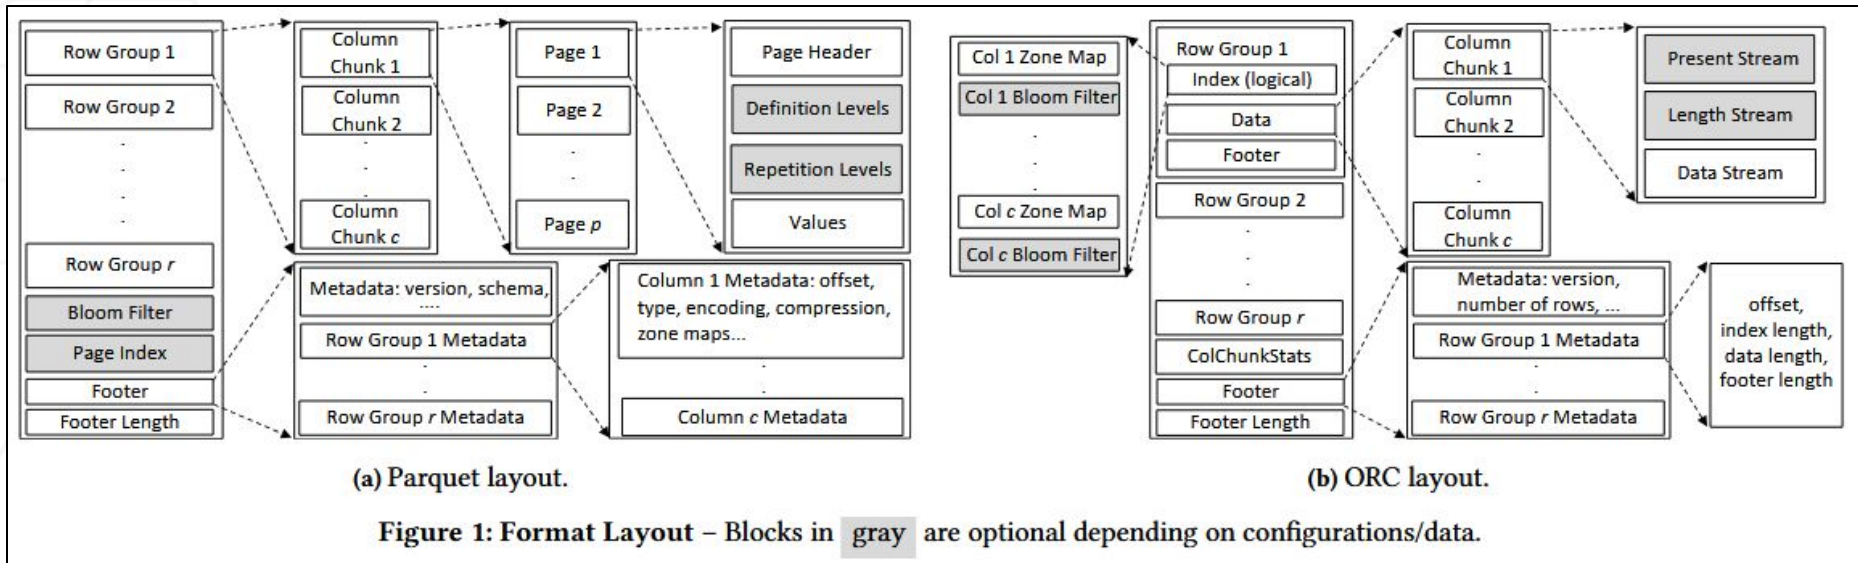 Row Group 1
Row Group 2
.
.
.
.
Row Group r
Bloom Filter
Page Index
Footer
Footer Length
Column
Chunk 1
Column
Chunk 2
.
.
.
Column
Chunk c
Page 1
Page 2
.
.
.
Page p
Page Header
Definition Levels
Repetition Levels
Values
Metadata: version, schema,
....
Row Group 1 Metadata
.
.
Row Group r Metadata
Column 1 Metadata: offset,
type, encoding, compression,
zone maps...
.
.
Column c Metadata
(a) Parquet layout.
Col 1 Zone Map
Col 1 Bloom Filter
.
.
.
Col c Zone Map
Col c Bloom Filter
Row Group 1
Index (logical)
Data
Footer
Row Group 2
.
.
.
Row Group r
ColChunkStats
Footer
Footer Length
Column
Chunk 1
Column
Chunk 2
.
.
.
Column
Chunk c
Present Stream
Length Stream
Data Stream
Metadata: version,
number of rows, ...
Row Group 1 Metadata
.
.
Row Group r Metadata
offset,
index length,
data length,
footer length
(b) ORC layout.
Figure 1: Format Layout – Blocks in gray are optional depending on configurations/data.